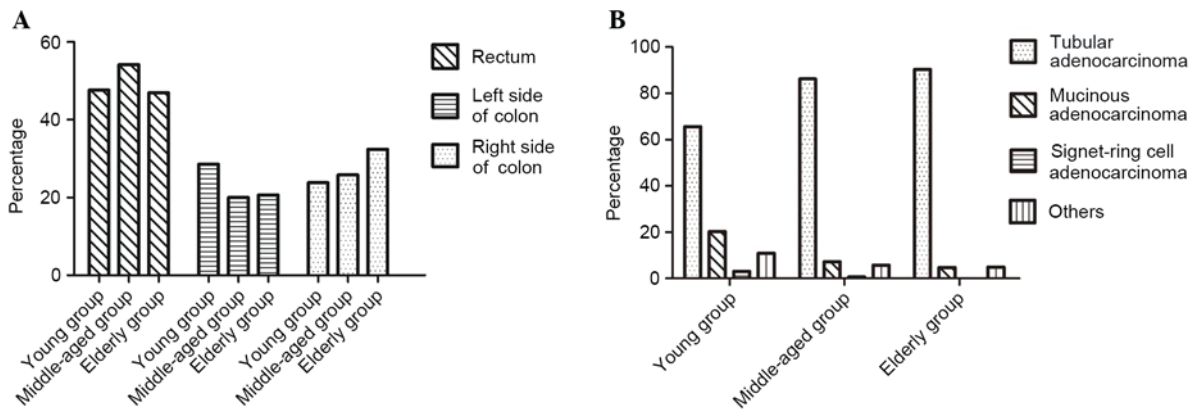 A
60
40
20
0
Percentage
Young group
Middle-aged group
Elderly group
Young group
Middle-aged group
Elderly group
Young group
Middle-aged group
Elderly group
Rectum
Left side
of colon
Right side
of colon
B
100
80
60
40
20
0
Percentage
Young group
Middle-aged group
Elderly group
Tubular
adenocarcinoma
Mucinous
adenocarcinoma
Signet-ring cell
adenocarcinoma
Others